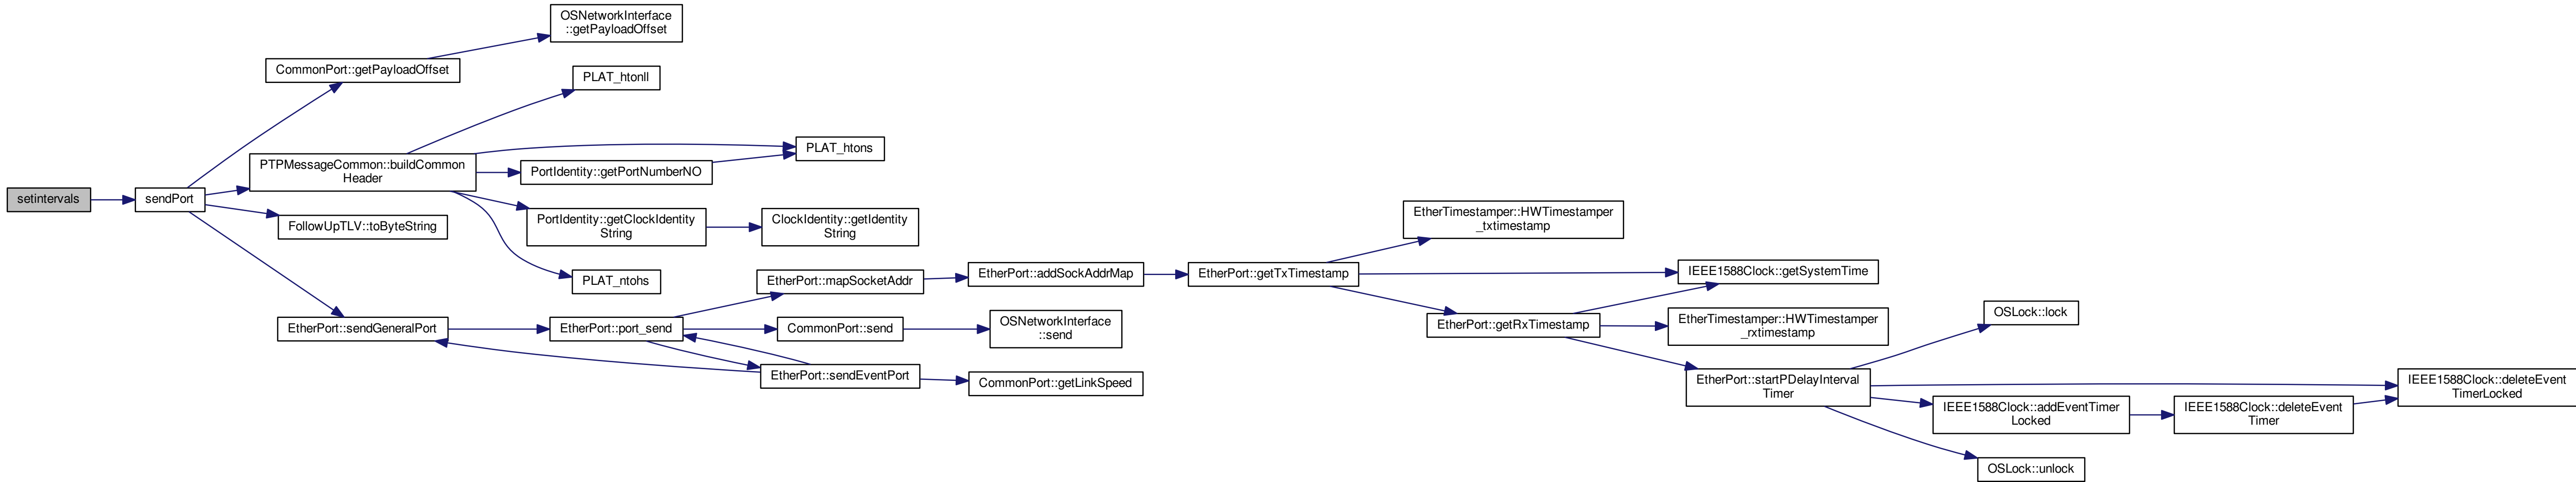 setintervals
sendPort
CommonPort::getPayloadOffset
OSNetworkInterface
::getPayloadOffset
PTPMessageCommon::buildCommon
Header
PLAT_htonll
PLAT_htons
PortIdentity::getPortNumberNO
PortIdentity::getClockIdentity
String
ClockIdentity::getIdentity
String
PLAT_ntohs
FollowUpTLV::toByteString
EtherPort::sendGeneralPort
EtherPort::port_send
EtherPort::mapSocketAddr
EtherPort::addSockAddrMap
CommonPort::send
OSNetworkInterface
::send
EtherPort::sendEventPort
CommonPort::getLinkSpeed
EtherPort::getTxTimestamp
EtherTimestamper::HWTimestamper
_txtimestamp
IEEE1588Clock::getSystemTime
EtherPort::getRxTimestamp
EtherTimestamper::HWTimestamper
_rxtimestamp
EtherPort::startPDelayInterval
Timer
OSLock::lock
IEEE1588Clock::addEventTimer
Locked
IEEE1588Clock::deleteEvent
Timer
IEEE1588Clock::deleteEvent
TimerLocked
OSLock::unlock